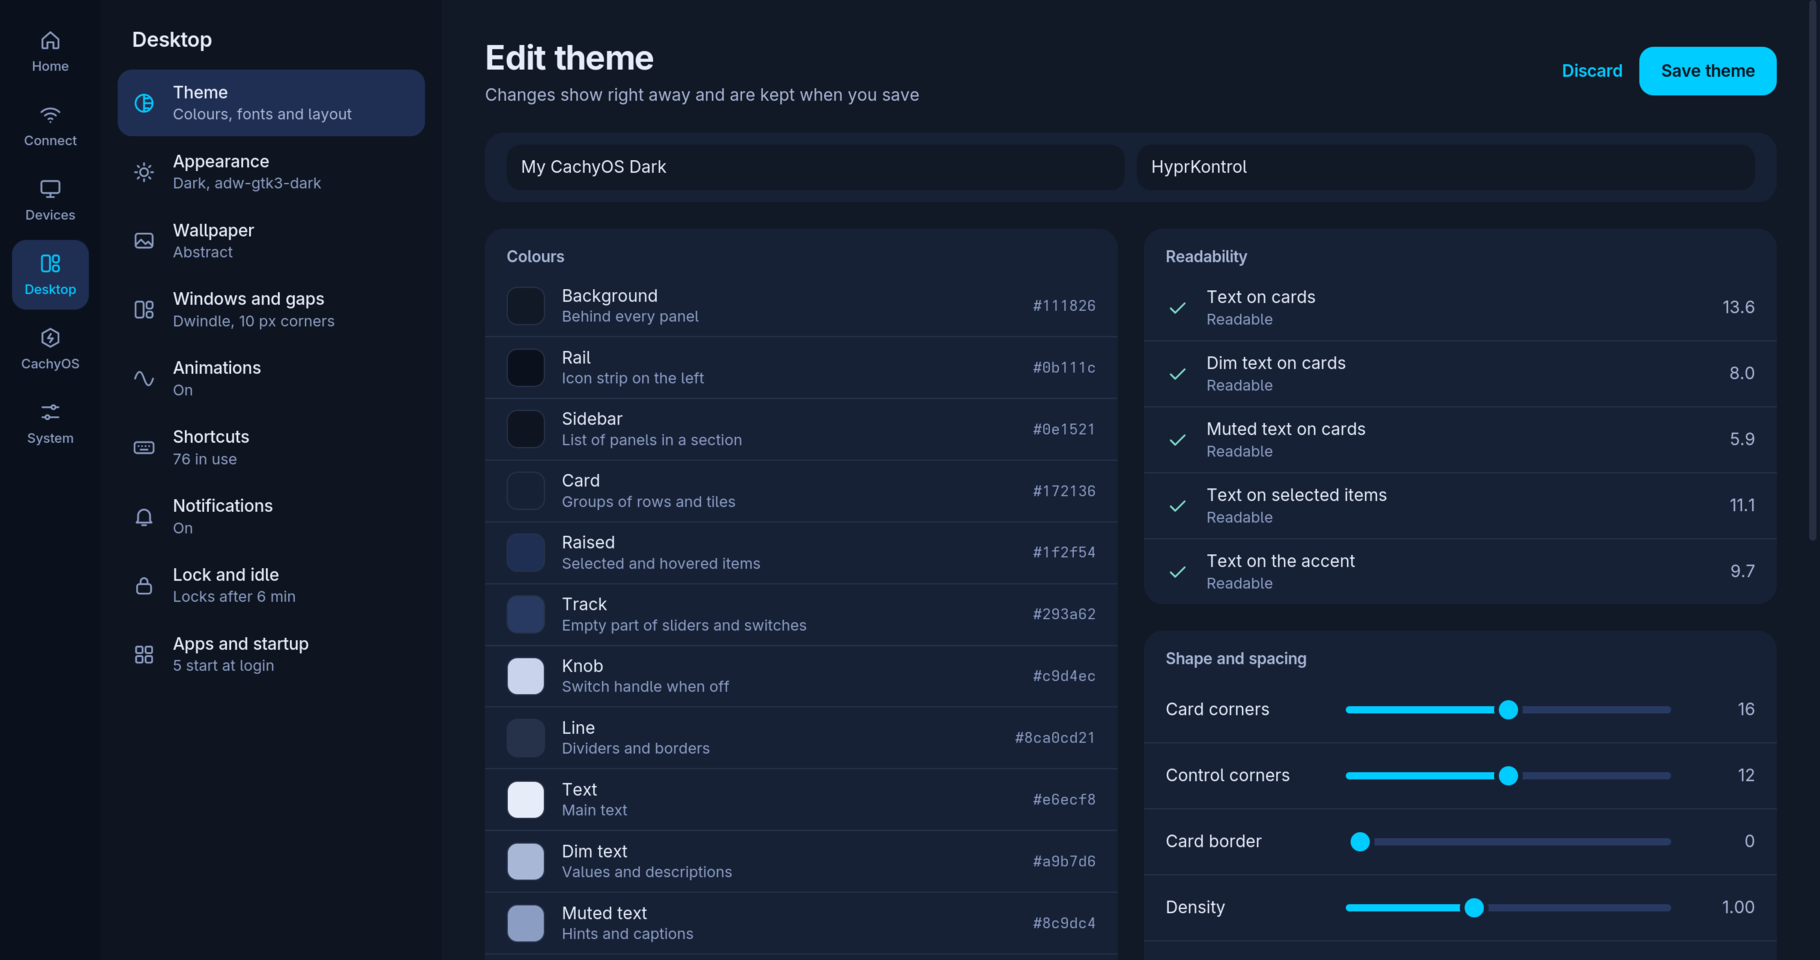 Home
Connect
Devices
Desktop
CachyOS
System
Desktop
Theme
Colours, fonts and layout
Appearance
Dark, adw-gtk3-dark
Wallpaper
Abstract
Windows and gaps
Dwindle, 10 px corners
Animations
On
Shortcuts
76 in use
Notifications
On
Lock and idle
Locks after 6 min
Apps and startup
5 start at login
Edit theme
Changes show right away and are kept when you save
Discard
Save theme
My CachyOS Dark
HyprKontrol
Colours
Background
Behind every panel
#111826
Rail
Icon strip on the left
#0b111c
Sidebar
List of panels in a section
#0e1521
Card
Groups of rows and tiles
#172136
Raised
Selected and hovered items
#1f2f54
Track
Empty part of sliders and switches
#293a62
Knob
Switch handle when off
#c9d4ec
Line
Dividers and borders
#8ca0cd21
Text
Main text
#e6ecf8
Dim text
Values and descriptions
#a9b7d6
Muted text
Hints and captions
#8c9dc4
Readability
Text on cards
Readable
13.6
Dim text on cards
Readable
8.0
Muted text on cards
Readable
5.9
Text on selected items
Readable
11.1
Text on the accent
Readable
9.7
Shape and spacing
Card corners
16
Control corners
12
Card border
0
Density
1.00